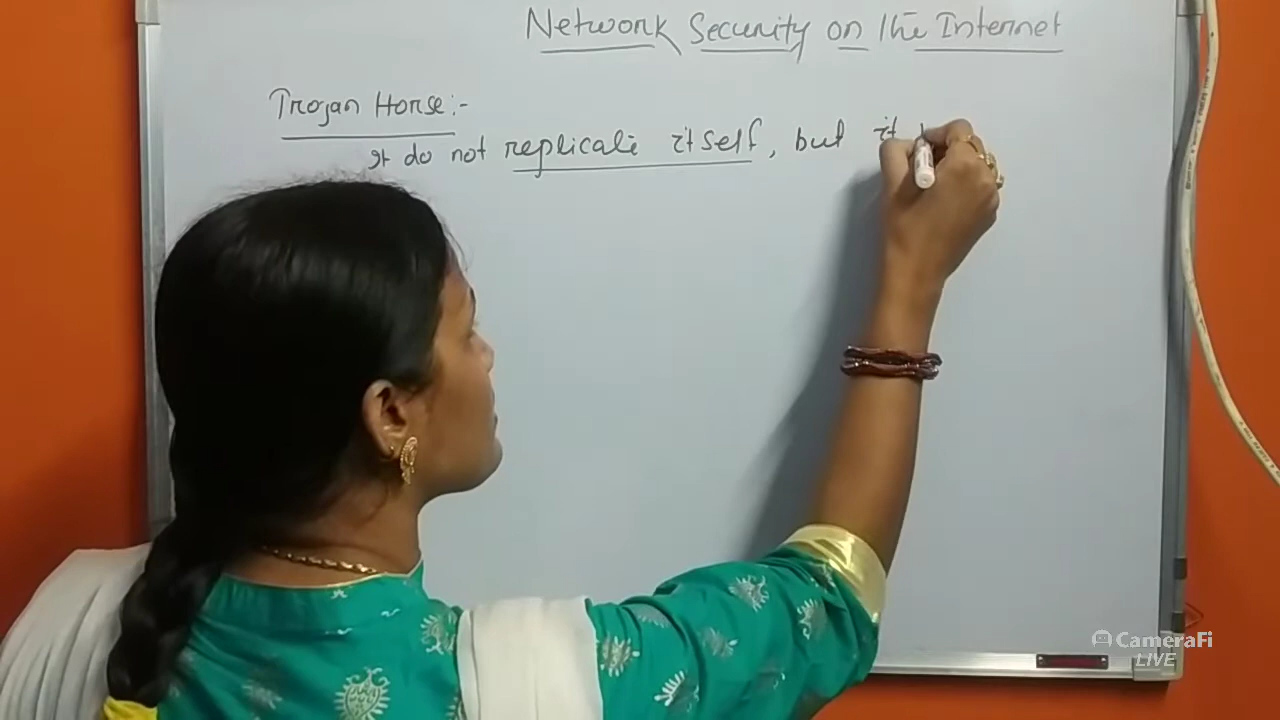 Network Security on the Internet
Trojan Horse:-
It do not replicate itself, but it
CameraFi
LIVE